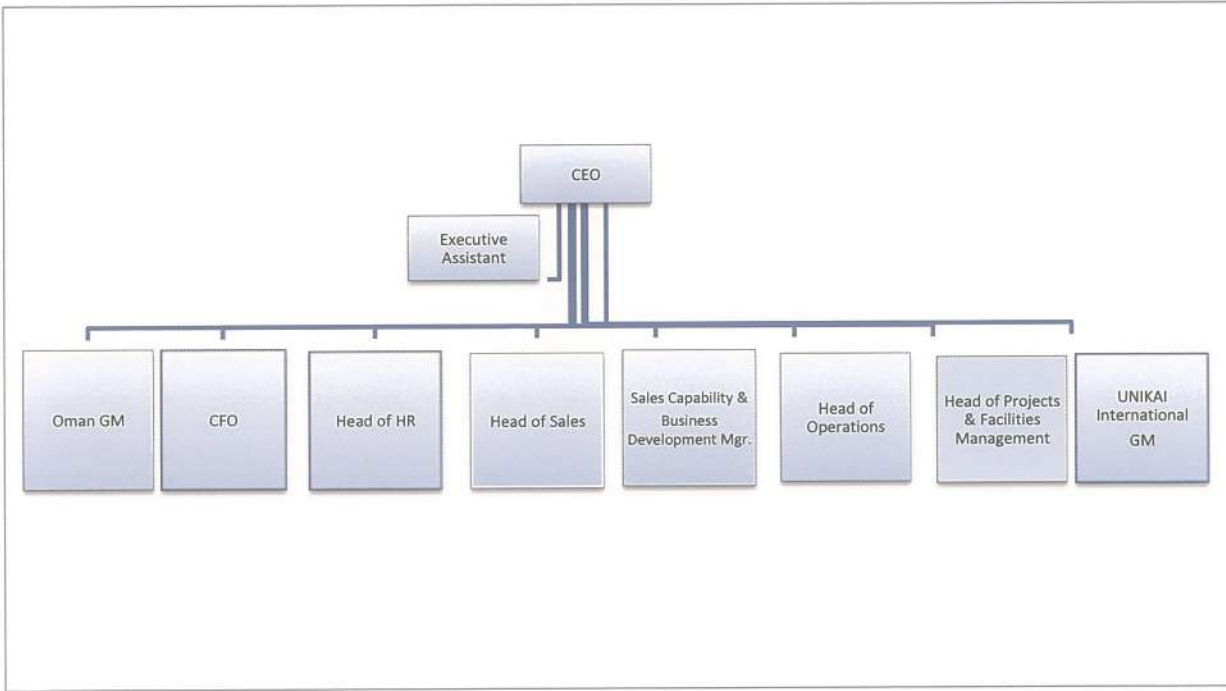 CEO
Executive
Assistant
Oman GM
CFO
Head of HR
Head of Sales
Sales Capability &
Business
Development Mgr.
Head of
Operations
Head of Projects
& Facilities
Management
UNIKAI
International
GM